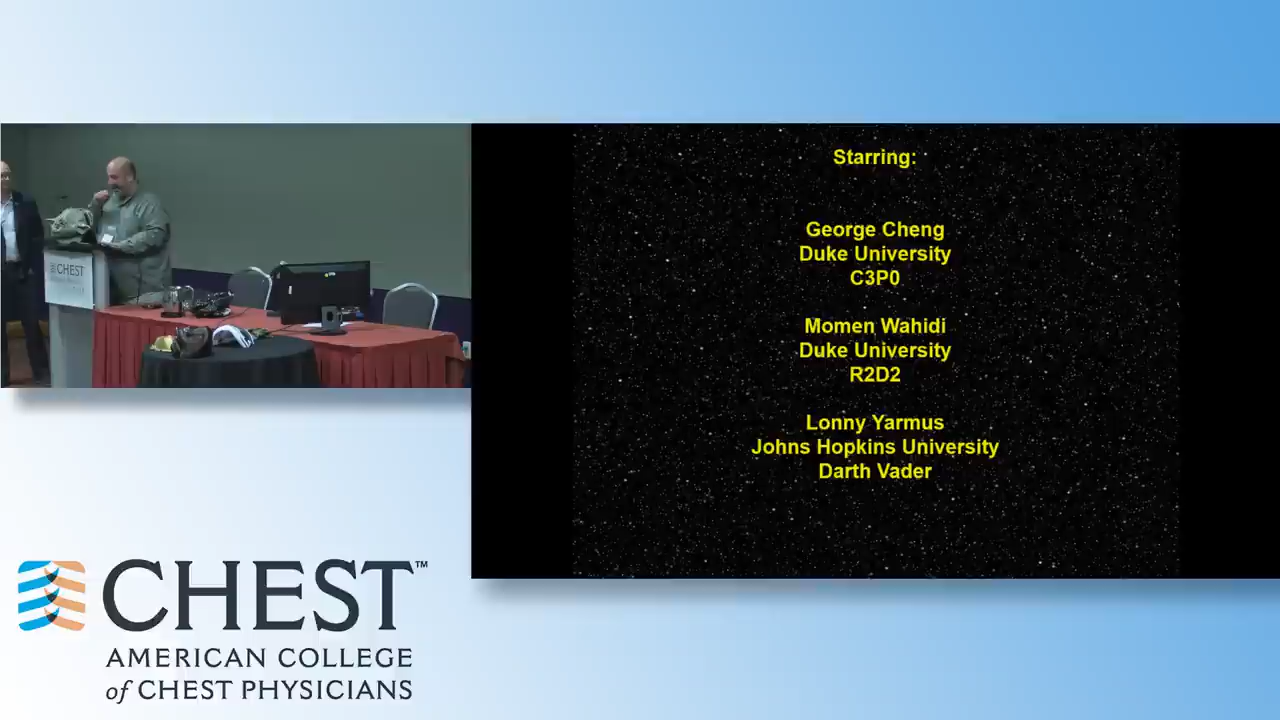 CHEST
Starring:
George Cheng
Duke University
C3P0
Momen Wahidi
Duke University
R2D2
Lonny Yarmus
Johns Hopkins University
Darth Vader
CHEST™
AMERICAN COLLEGE
of CHEST PHYSICIANS